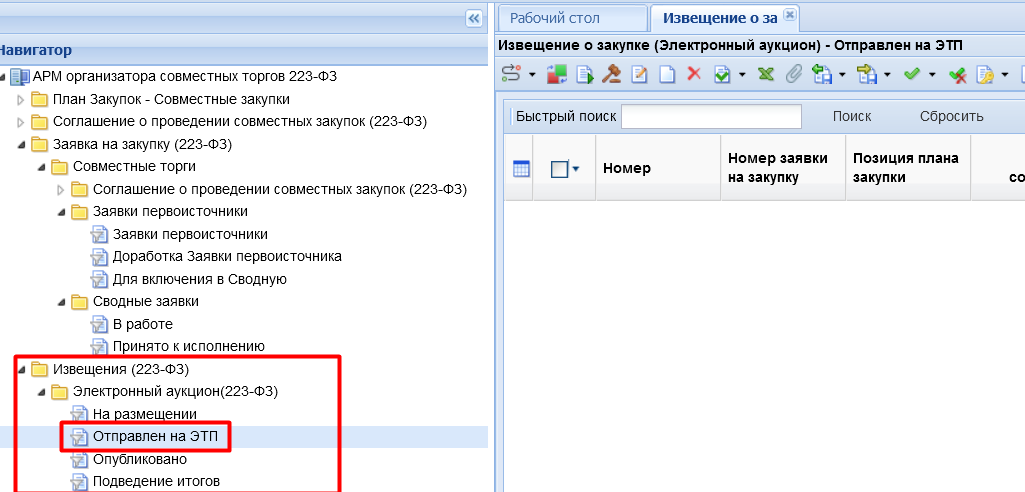 Рабочий стол
Извещение о за
Навигатор
Извещение о закупке (Электронный аукцион) - Отправлен на ЭТП
АРМ организатора совместных торгов 223-ФЗ
План Закупок - Совместные закупки
Соглашение о проведении совместных закупок (223-ФЗ)
Заявка на закупку (223-ФЗ)
Совместные торги
Соглашение о проведении совместных закупок (223-ФЗ)
Заявки первоисточники
Заявки первоисточники
Доработка Заявки первоисточника
Для включения в Сводную
Сводные заявки
В работе
Принято к исполнению
Извещения (223-ФЗ)
Электронный аукцион(223-ФЗ)
На размещении
Отправлен на ЭТП
Опубликовано
Подведение итогов
Быстрый поиск
Поиск
Сбросить
Номер
Номер заявки
на закупку
Позиция плана
закупки
со